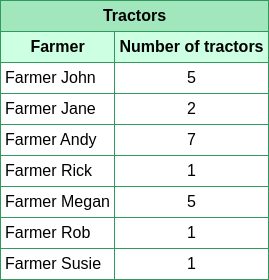 Tractors
Farmer Number of tractors
Farmer John 5
Farmer Jane 2
Farmer Andy 7
Farmer Rick 1
Farmer Megan 5
Farmer Rob 1
Farmer Susie 1